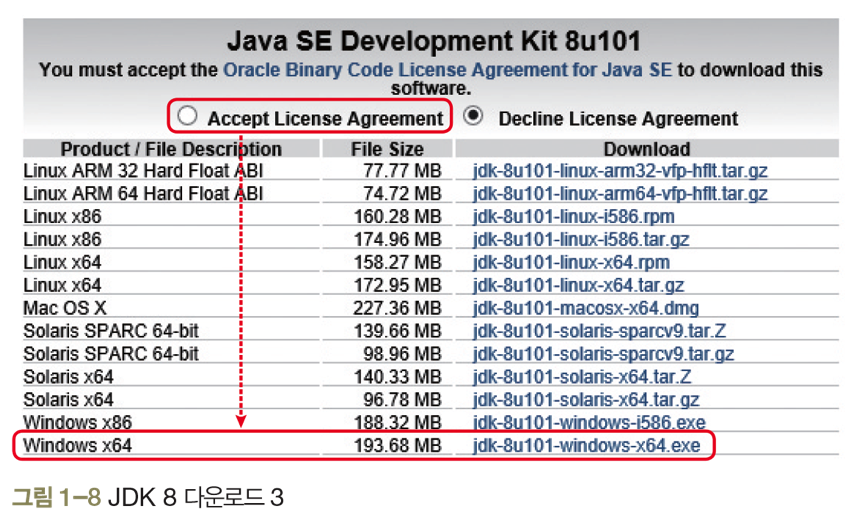 Java SE Development Kit 8u101
You must accept the Oracle Binary Code License Agreement for Java SE to download this
software.
Accept License Agreement Decline License Agreement
Product / File Description File Size Download
Linux ARM 32 Hard Float ABI 77.77 MB jdk-8u101-linux-arm32-vfp-hflt.tar.gz
Linux ARM 64 Hard Float ABI 74.72 MB jdk-8u101-linux-arm64-vfp-hflt.tar.gz
Linux x86 160.28 MB jdk-8u101-linux-i586.rpm
Linux x86 174.96 MB jdk-8u101-linux-i586.tar.gz
Linux x64 158.27 MB jdk-8u101-linux-x64.rpm
Linux x64 172.95 MB jdk-8u101-linux-x64.tar.gz
Mac OS X 227.36 MB jdk-8u101-macosx-x64.dmg
Solaris SPARC 64-bit 139.66 MB jdk-8u101-solaris-sparcv9.tar.Z
Solaris SPARC 64-bit 98.96 MB jdk-8u101-solaris-sparcv9.tar.gz
Solaris x64 140.33 MB jdk-8u101-solaris-x64.tar.Z
Solaris x64 96.78 MB jdk-8u101-solaris-x64.tar.gz
Windows x86 188.32 MB jdk-8u101-windows-i586.exe
Windows x64 193.68 MB jdk-8u101-windows-x64.exe
그림 1-8 JDK 8 다운로드 3